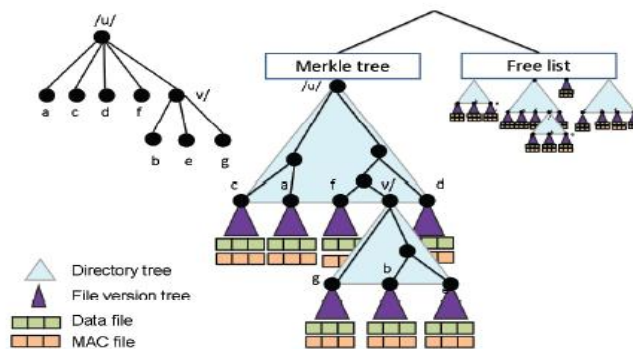 /u/
a c d f v/
b e g
Merkle tree
Free list
/u/
c a f v/ d
g b
Directory tree
File version tree
Data file
MAC file